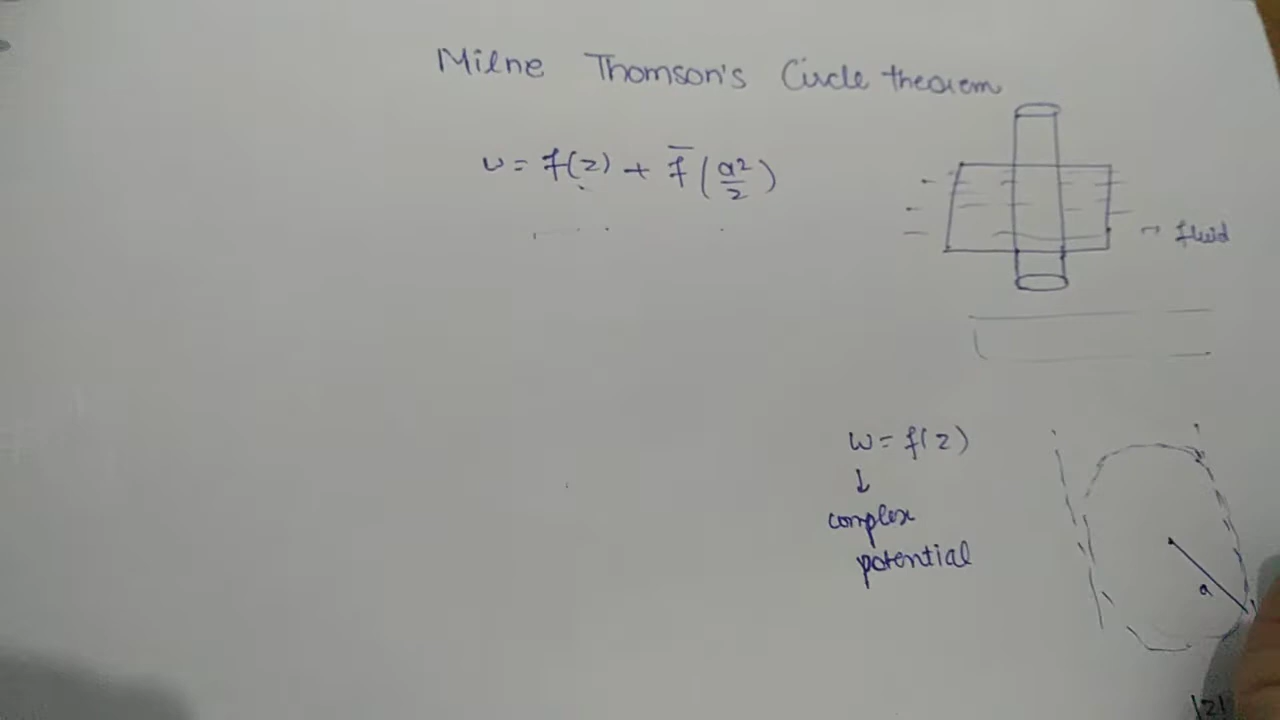 Milne Thomson's Circle theorem
w = f(z) + f̄(a²/z)
→ fluid
w = f(z)
↓
complex
potential
a
|z|